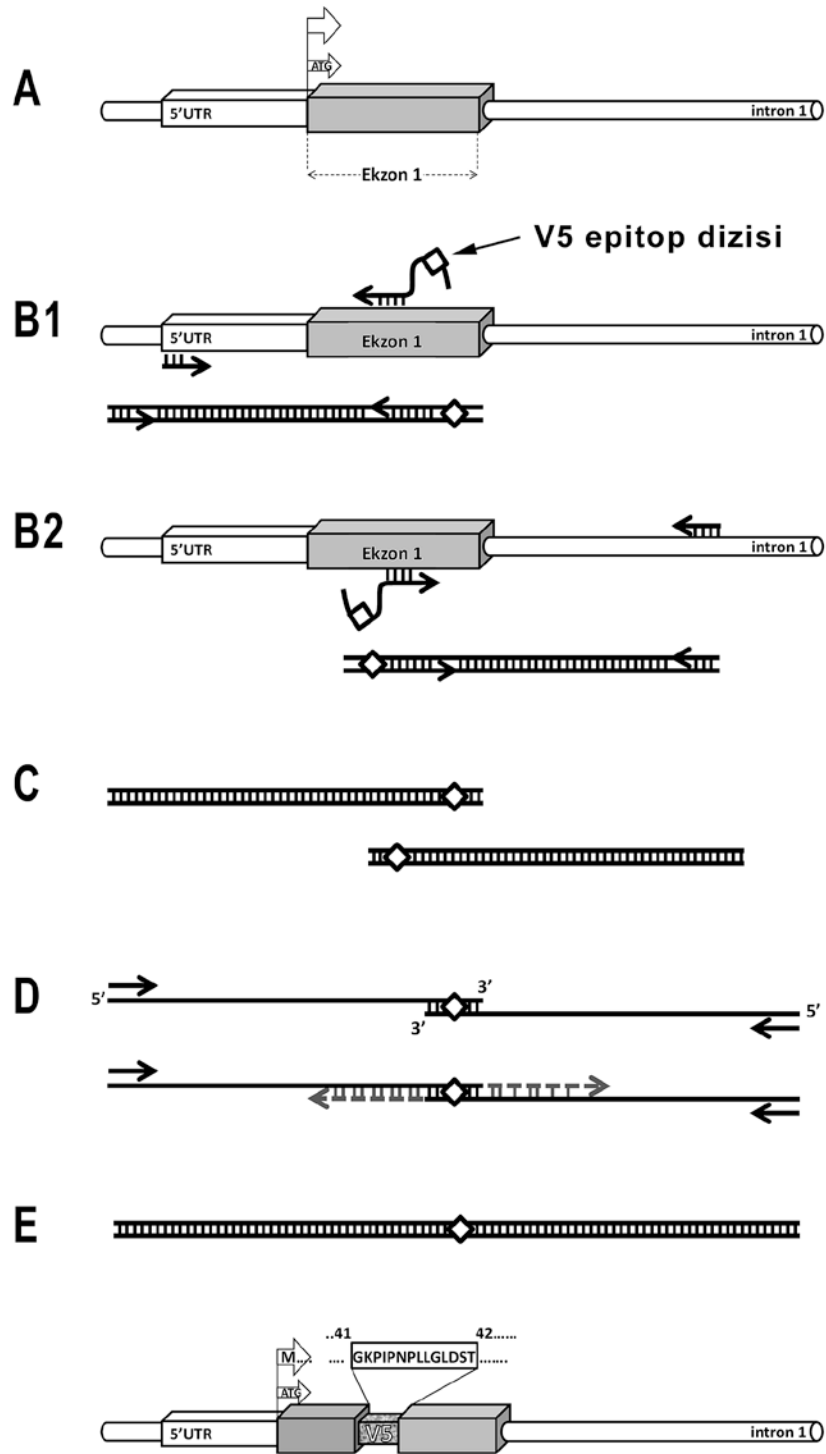 A
ATG
5'UTR
intron 1
Ekzon 1
V5 epitop dizisi
B1
5'UTR
Ekzon 1
intron 1
B2
5'UTR
Ekzon 1
intron 1
C
D
5'
3'
3'
5'
E
..41
42......
M....
....
GKPIPNPLLGLDST
.......
ATG
5'UTR
V5
intron 1